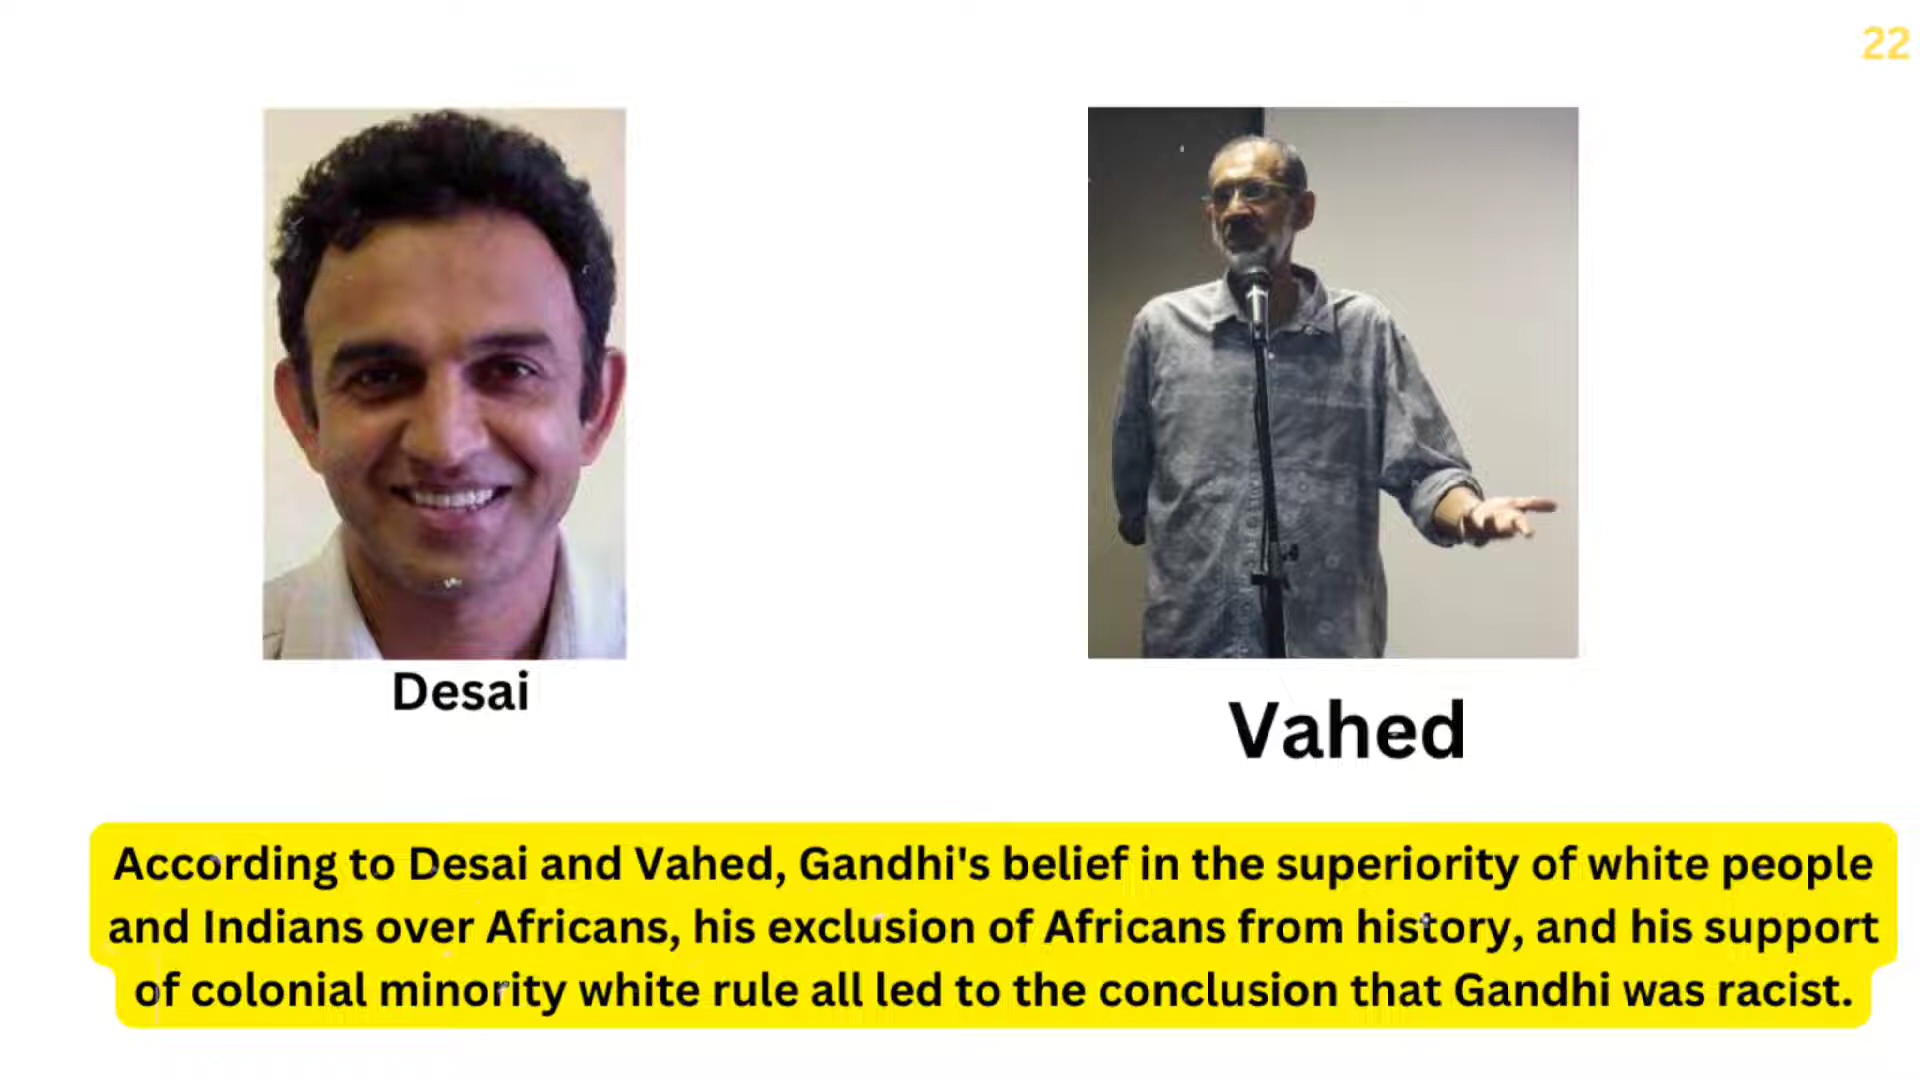 22
Desai
Vahed
According to Desai and Vahed, Gandhi's belief in the superiority of white people
and Indians over Africans, his exclusion of Africans from history, and his support
of colonial minority white rule all led to the conclusion that Gandhi was racist.